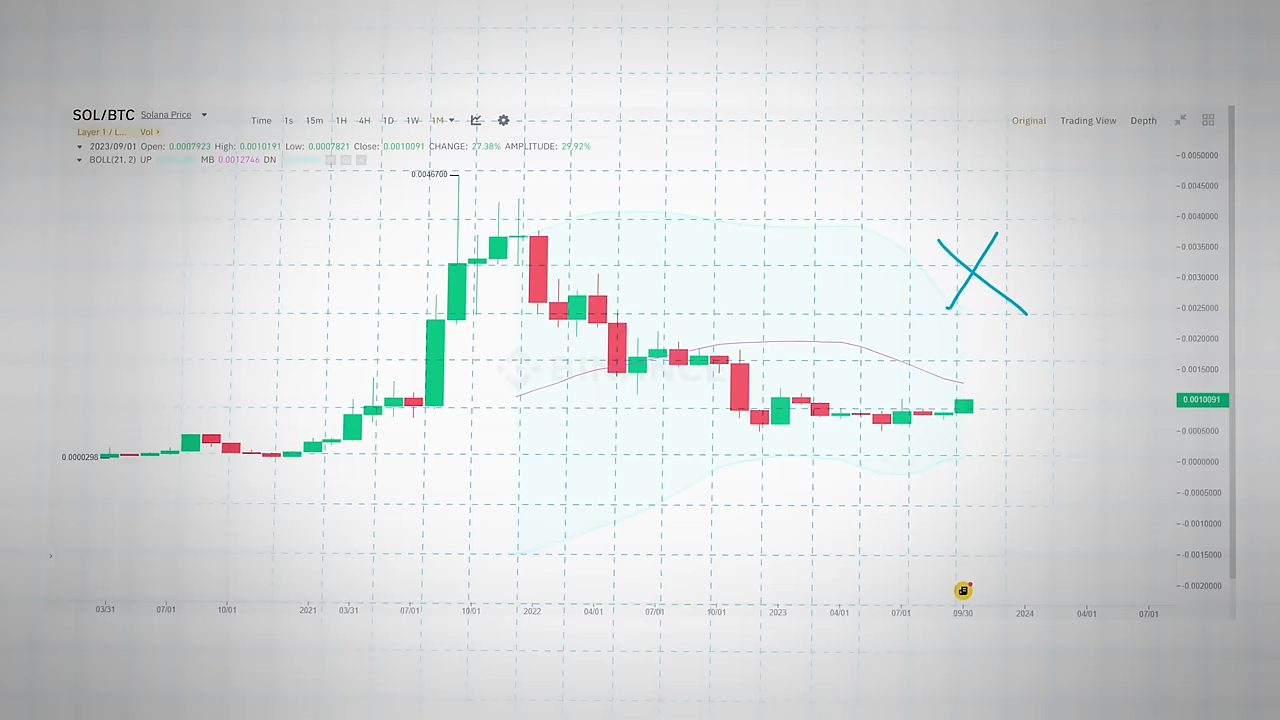 SOL/BTC Solana Price
Time 1s 15m 1H 4H 1D 1W 1M
Original Trading View Depth
Layer 1 / L... Vol
2023/09/01 Open: 0.0007923 High: 0.0010191 Low: 0.0007821 Close: 0.0010091 CHANGE: 27.38% AMPLITUDE: 29.92%
BOLL(21, 2) UP MB 0.0012746 DN
0.0050000
0.0046700
0.0045000
0.0040000
0.0035000
0.0030000
0.0025000
0.0020000
0.0015000
BINANCE
0.0010091
0.0005000
0.0000298
0.0000000
-0.0005000
-0.0010000
-0.0015000
-0.0020000
03/31 07/01 10/01 2021 03/31 07/01 10/01 2022 04/01 07/01 10/01 2023 04/01 07/01 09/30 2024 04/01 07/01